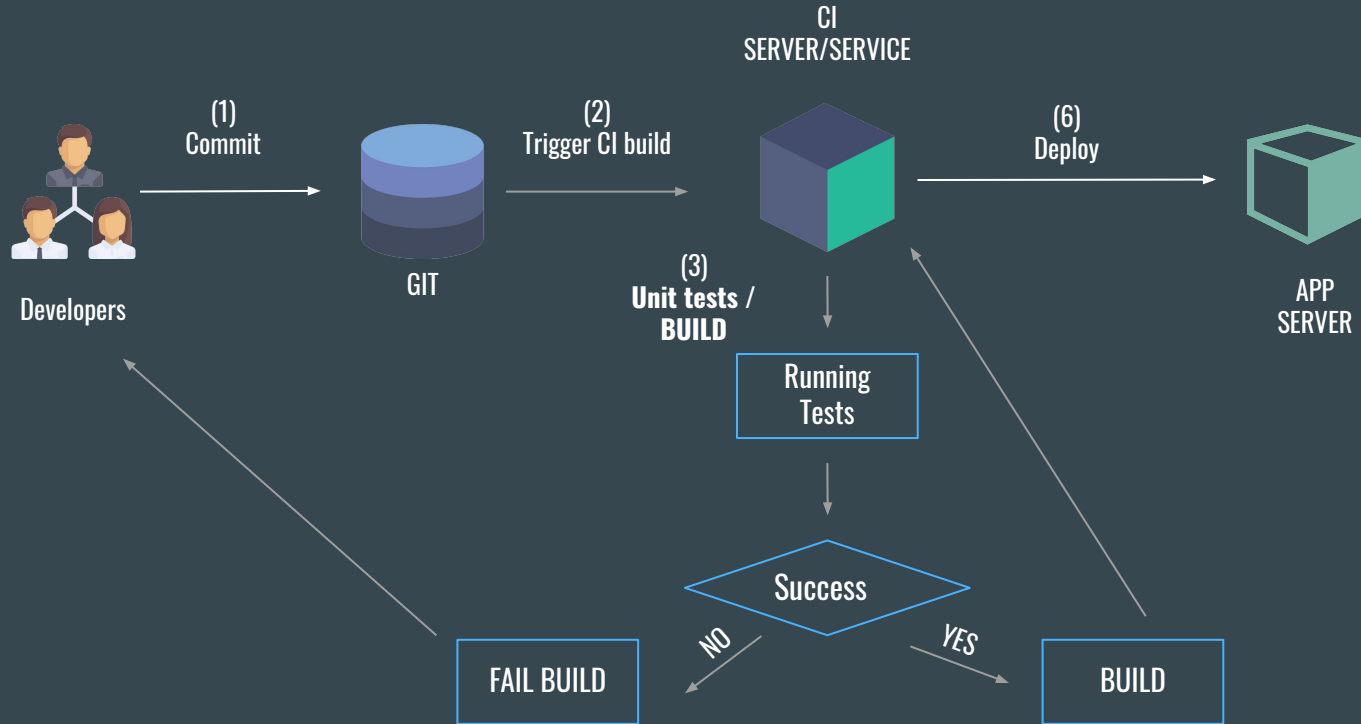 CI
SERVER/SERVICE
(1)
Commit
(2)
Trigger CI build
(6)
Deploy
Developers
GIT
(3)
Unit tests /
BUILD
APP
SERVER
Running
Tests
Success
NO
YES
FAIL BUILD
BUILD